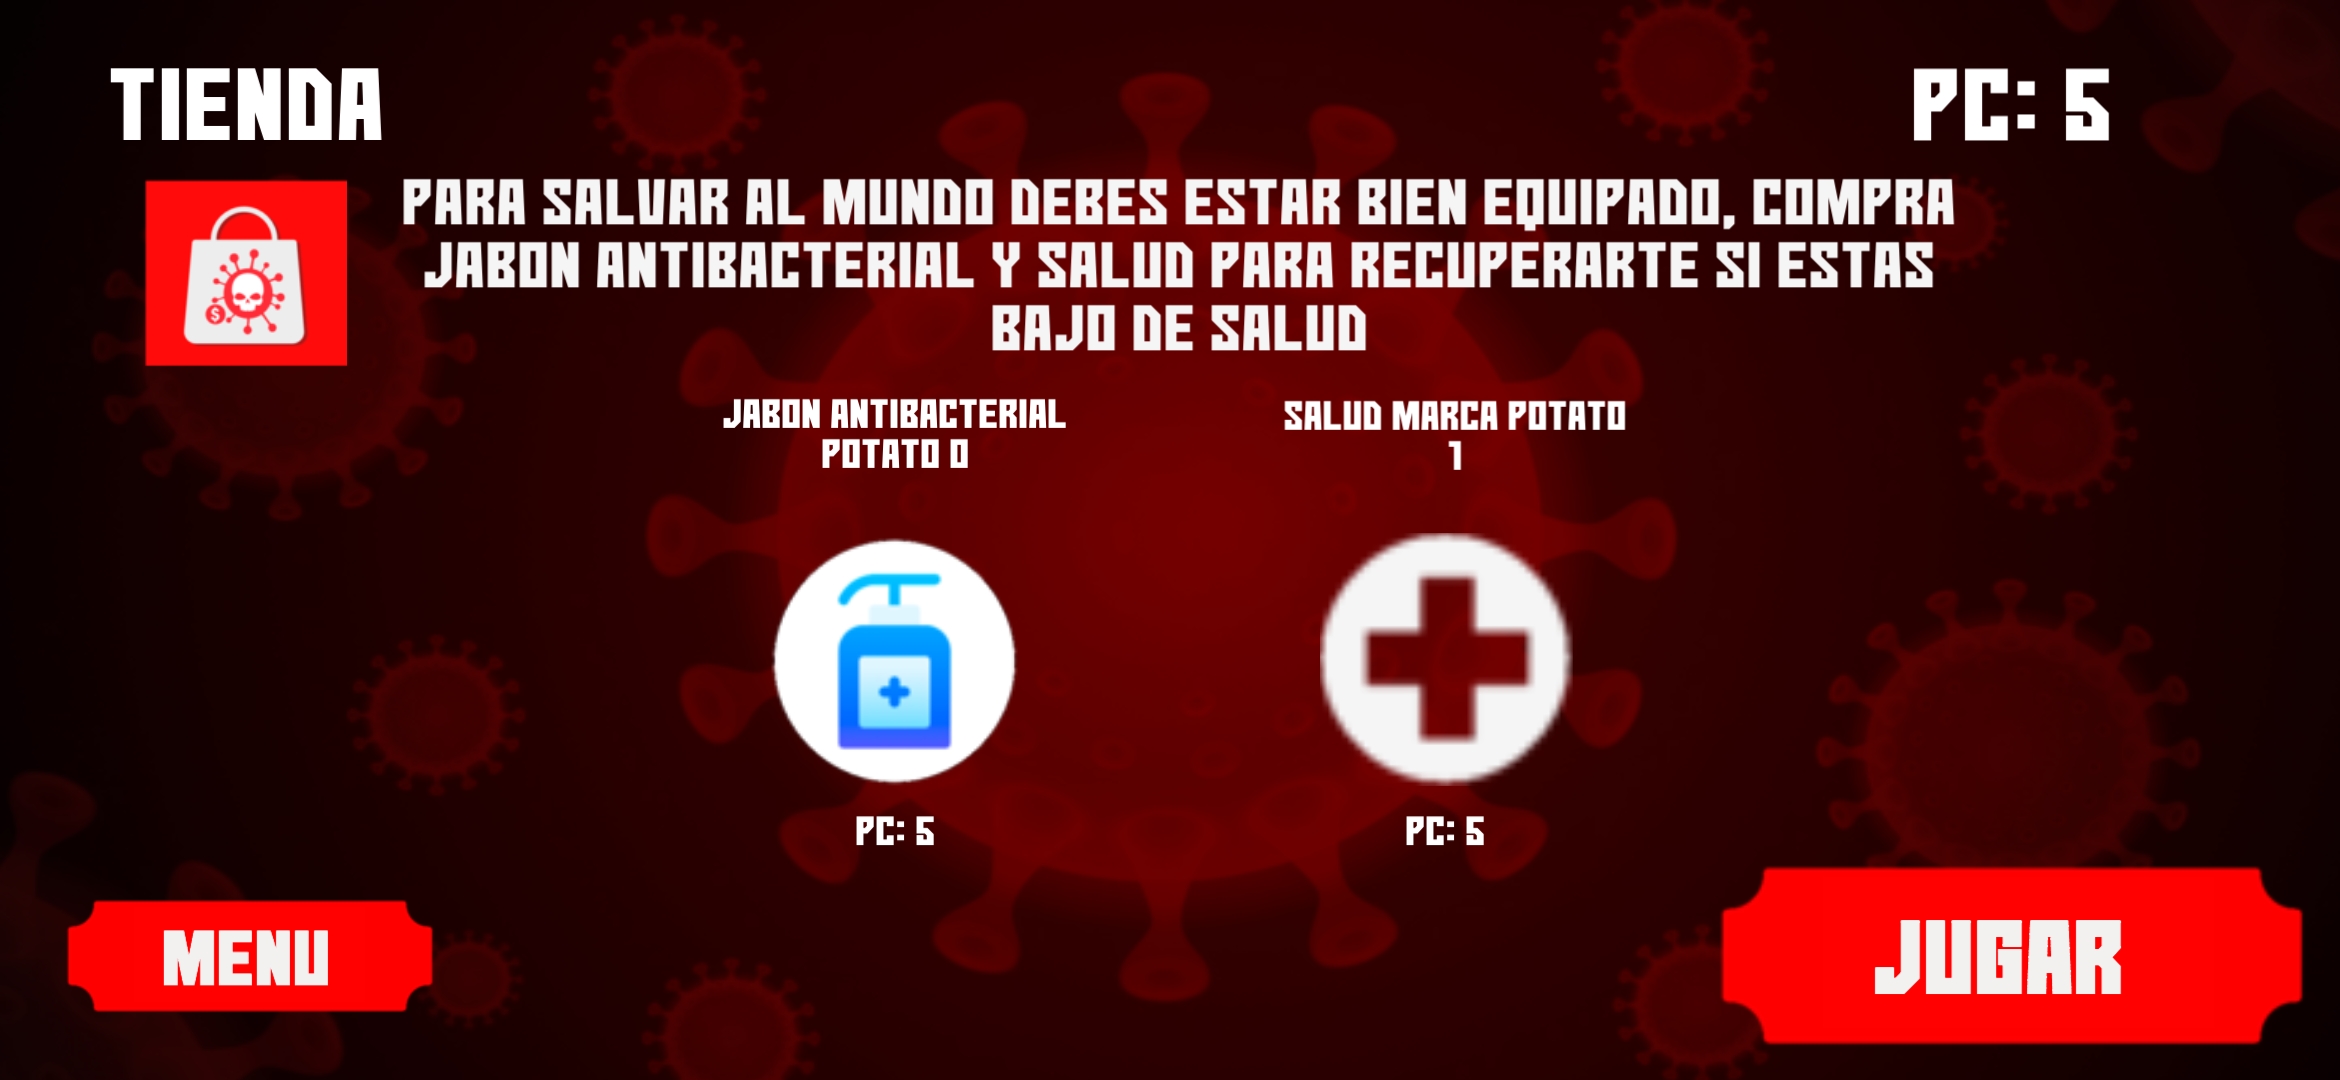 TIENDA
PC: 5
PARA SALVAR AL MUNDO DEBES ESTAR BIEN EQUIPADO, COMPRA
JABON ANTIBACTERIAL Y SALUD PARA RECUPERARTE SI ESTAS
BAJO DE SALUD
$
JABON ANTIBACTERIAL
POTATO 0
SALUD MARCA POTATO
1
PC: 5
PC: 5
MENU
JUGAR